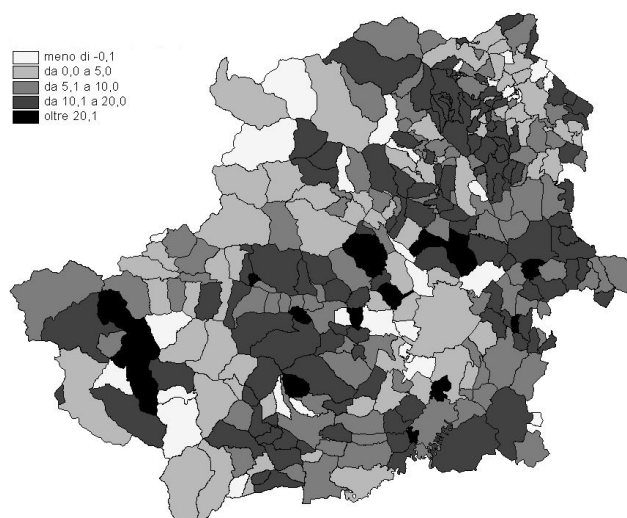 meno di -0,1
da 0,0 a 5,0
da 5,1 a 10,0
da 10,1 a 20,0
oltre 20,1